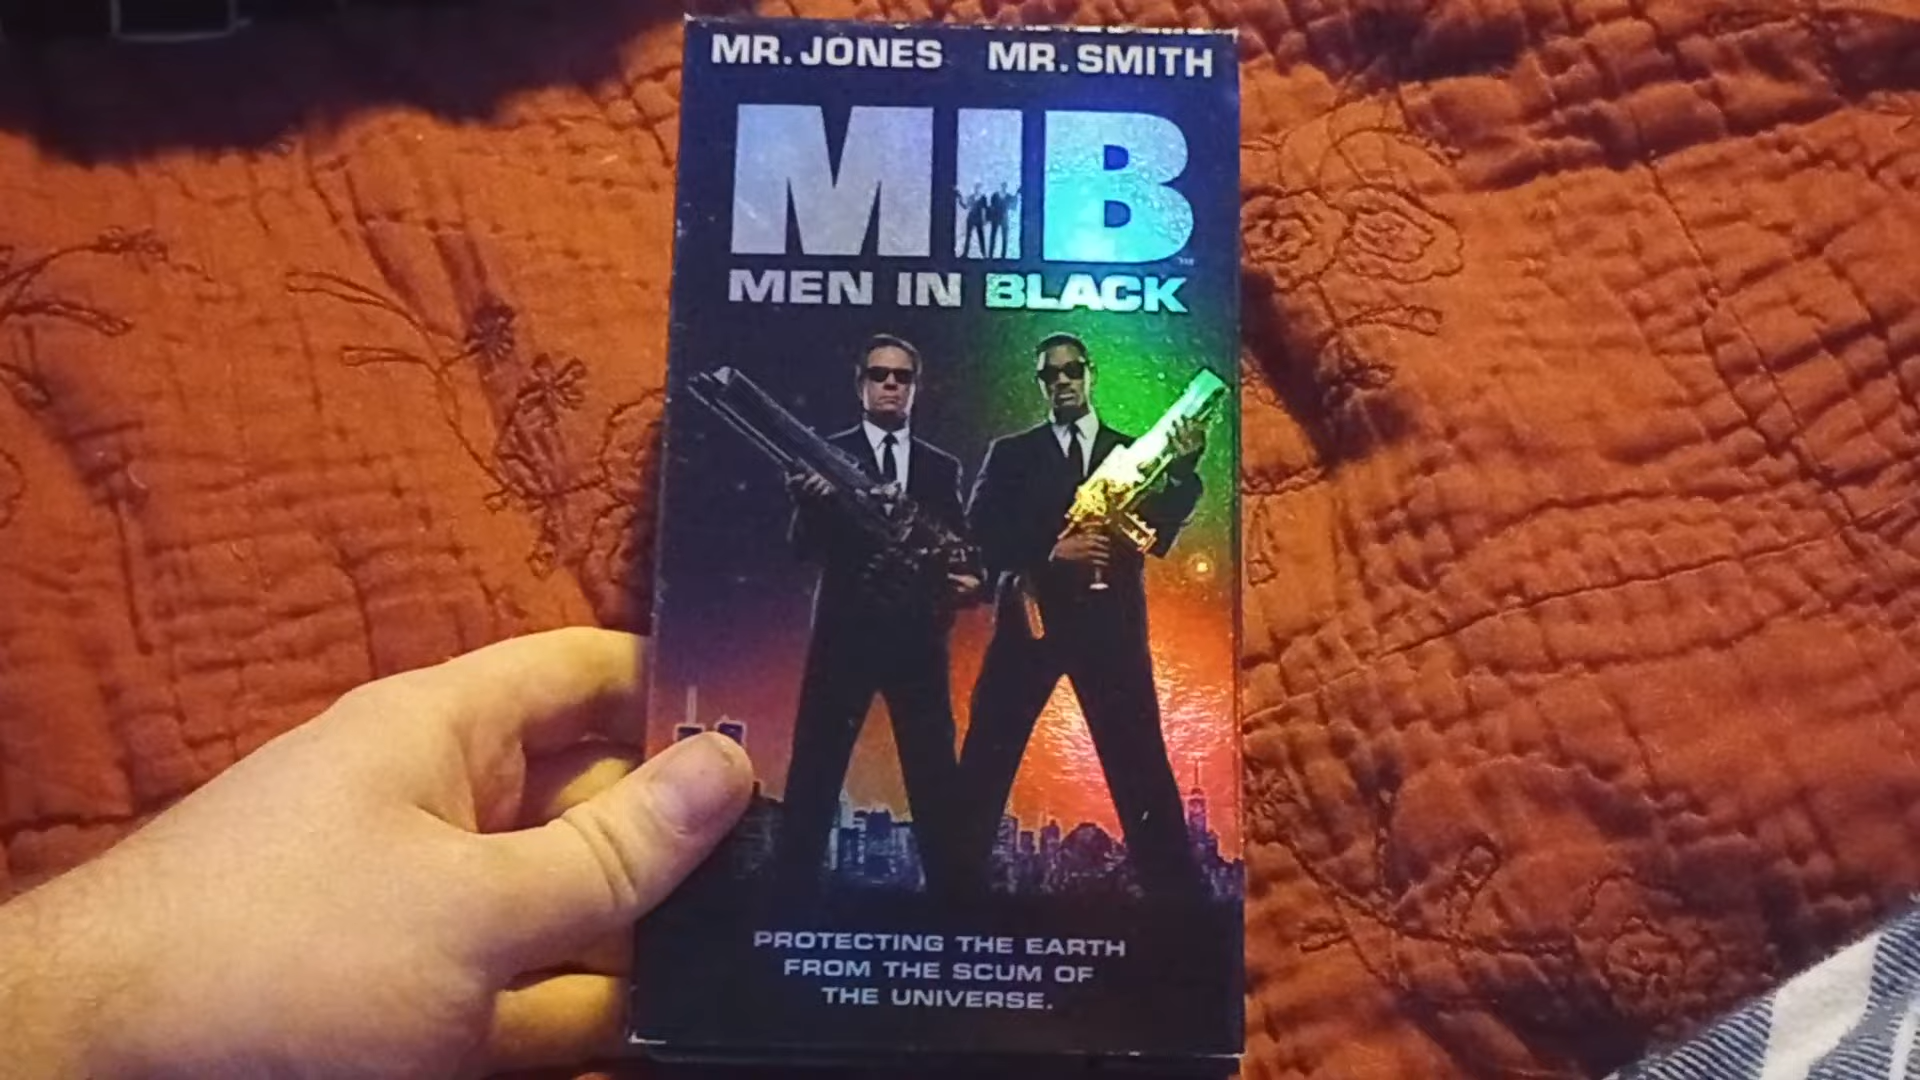 MR. JONES MR. SMITH
MIB
MEN IN BLACK
PROTECTING THE EARTH
FROM THE SCUM OF
THE UNIVERSE.